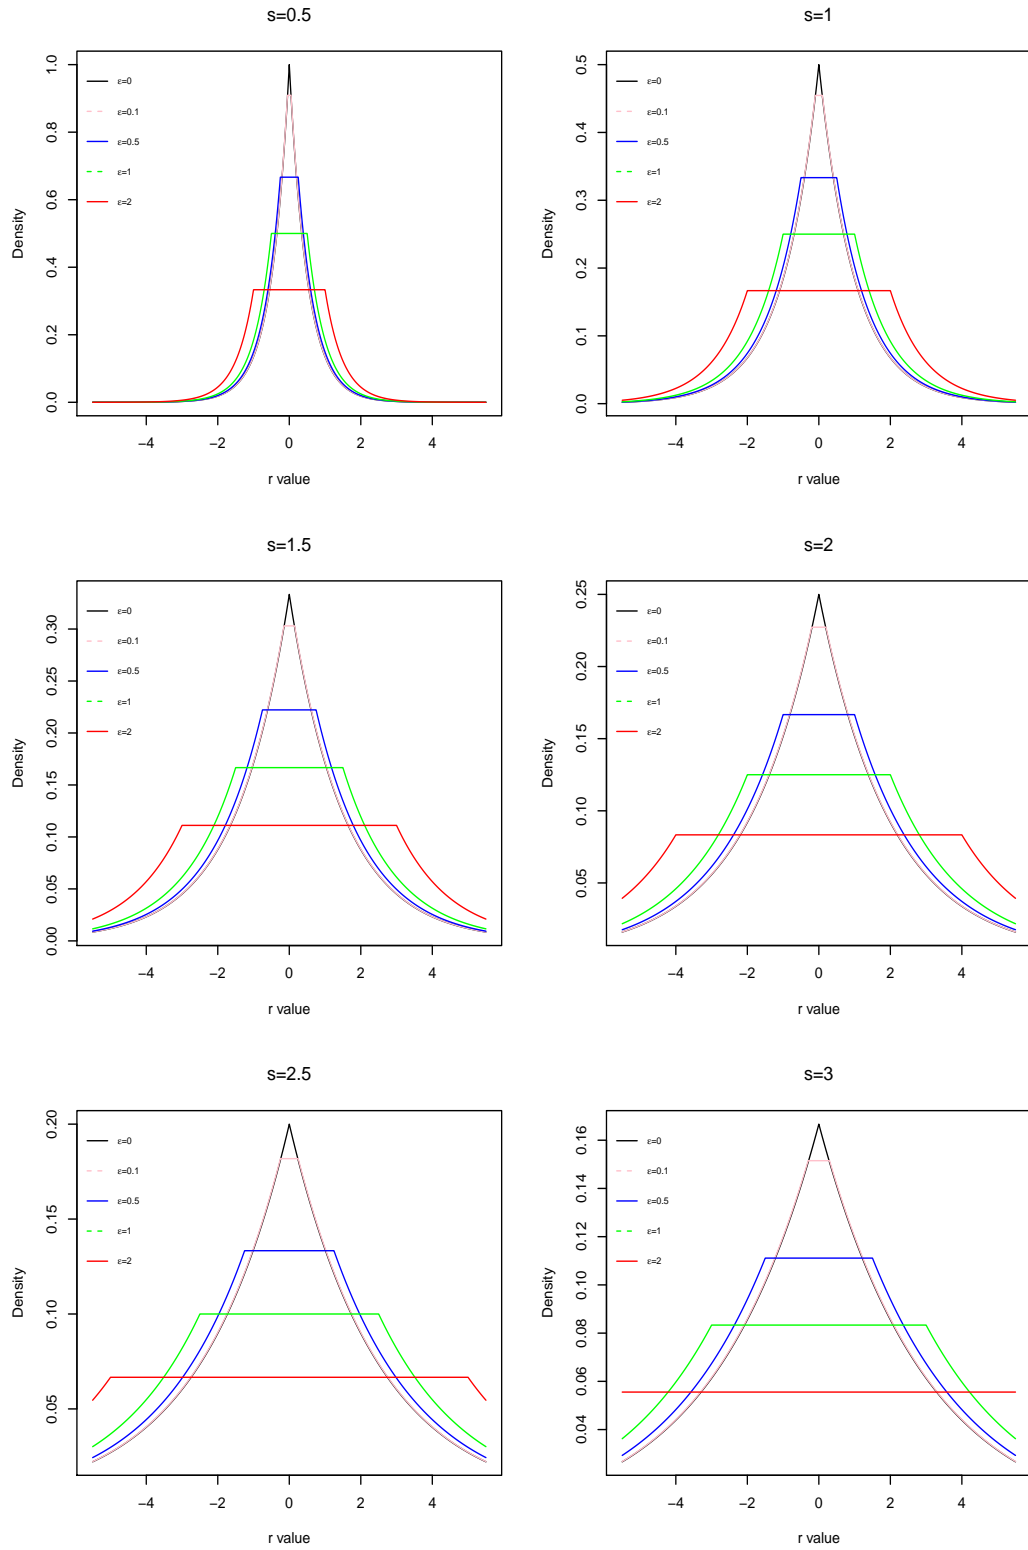 s=0.5
1.0
0.8
0.6
0.4
0.2
0.0
Density
ε=0
ε=0.1
ε=0.5
ε=1
ε=2
−4 −2 0 2 4
r value
s=1
0.5
0.4
0.3
0.2
0.1
0.0
Density
ε=0
ε=0.1
ε=0.5
ε=1
ε=2
−4 −2 0 2 4
r value
s=1.5
0.30
0.25
0.20
0.15
0.10
0.05
0.00
Density
ε=0
ε=0.1
ε=0.5
ε=1
ε=2
−4 −2 0 2 4
r value
s=2
0.25
0.20
0.15
0.10
0.05
Density
ε=0
ε=0.1
ε=0.5
ε=1
ε=2
−4 −2 0 2 4
r value
s=2.5
0.20
0.15
0.10
0.05
Density
ε=0
ε=0.1
ε=0.5
ε=1
ε=2
−4 −2 0 2 4
r value
s=3
0.16
0.14
0.12
0.10
0.08
0.06
0.04
Density
ε=0
ε=0.1
ε=0.5
ε=1
ε=2
−4 −2 0 2 4
r value